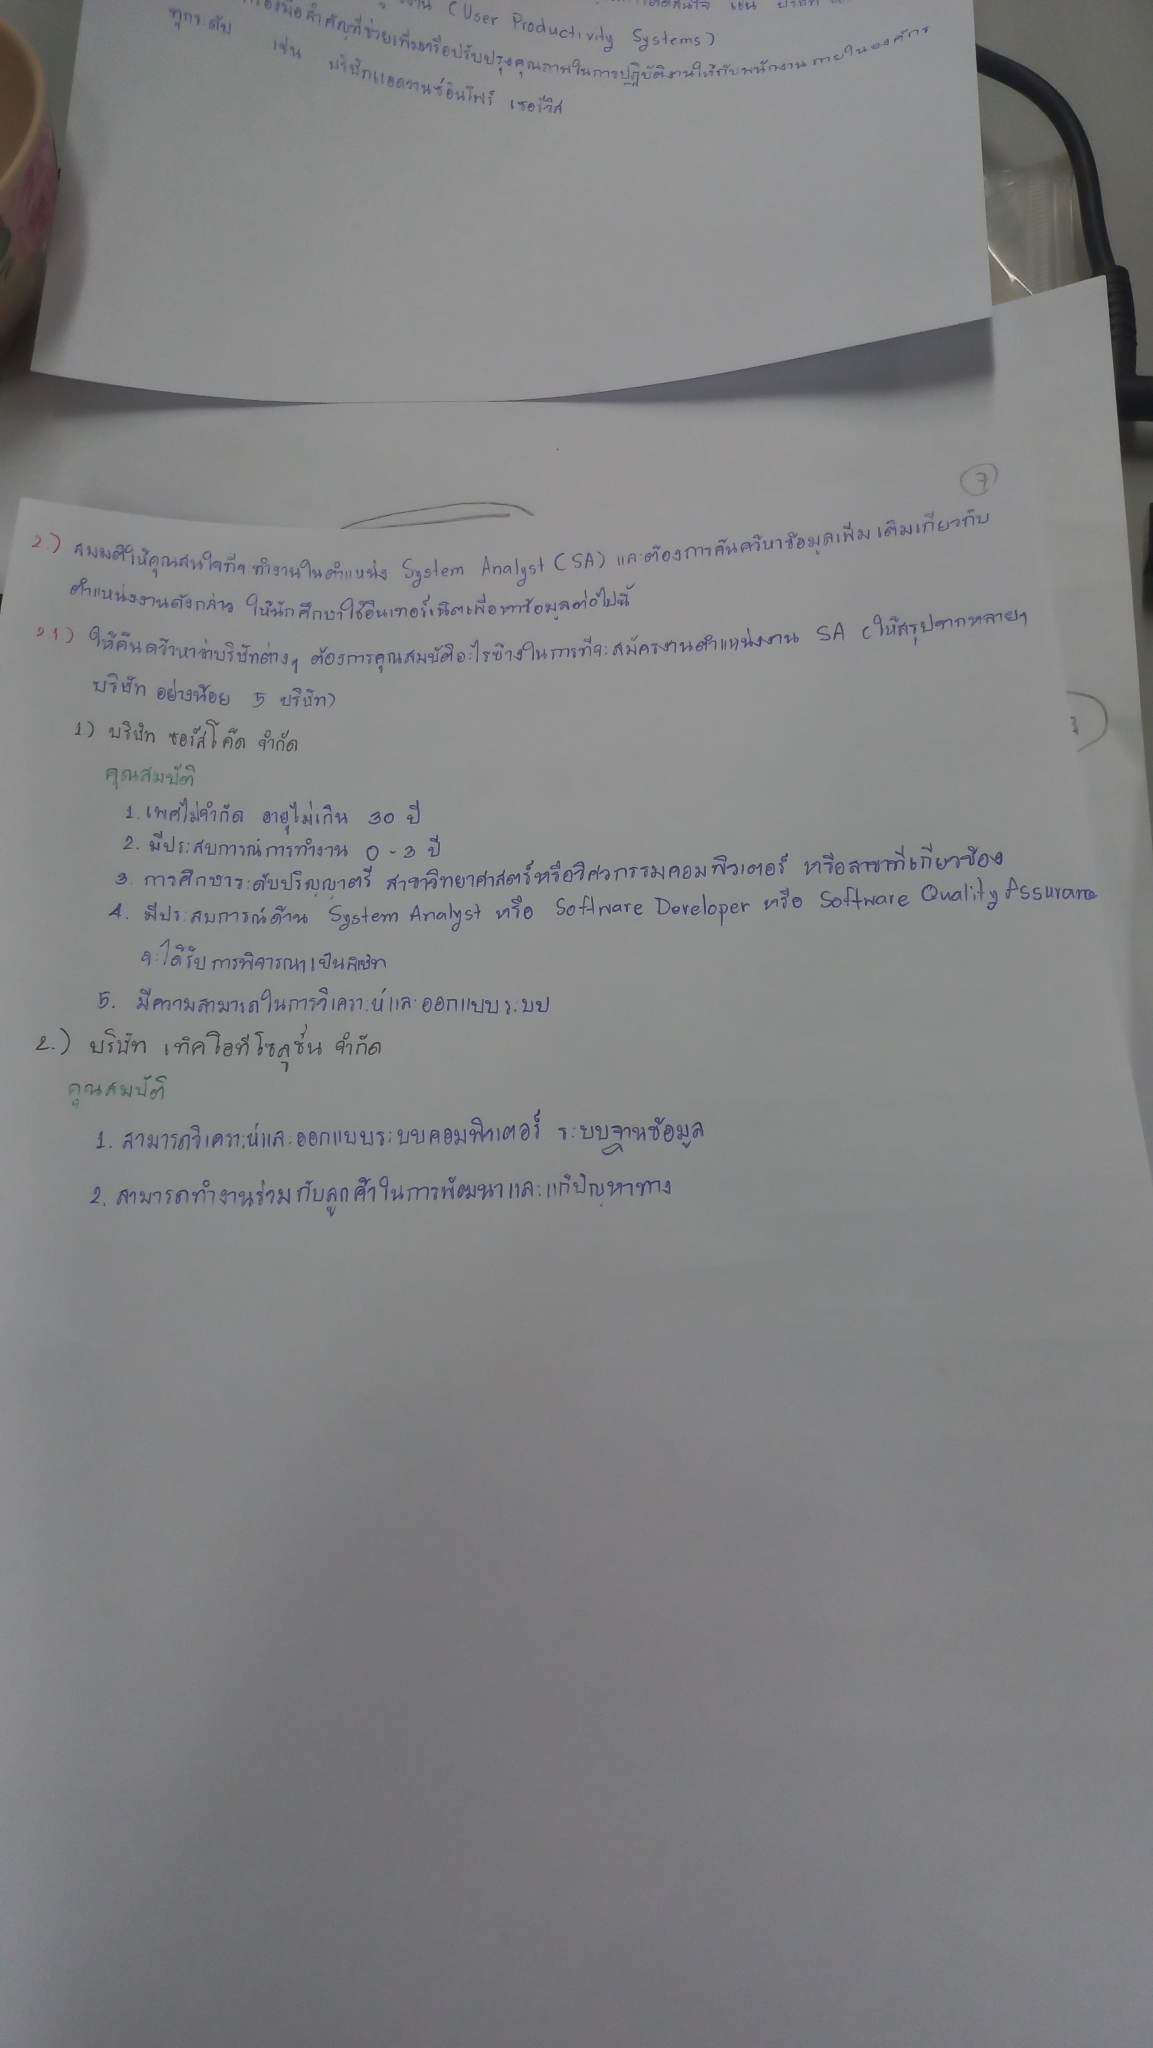 งาน (User Productivity Systems)
สำคัญที่ช่วยเพิ่มหรือปรับปรุงคุณภาพในการปฏิบัติงานให้กับพนักงานภายในองค์กร
ทุกระดับ เช่น บริษัทแอดวานซ์อินโฟร์ เซอร์วิส
7
2.) สมมติให้คุณสนใจที่จะทำงานในตำแหน่ง System Analyst (SA) และต้องการค้นคว้าหาข้อมูลเพิ่มเติมเกี่ยวกับ
ตำแหน่งงานดังกล่าว ให้นักศึกษาใช้อินเทอร์เน็ตเพื่อหาข้อมูลต่อไปนี้
2.1) ให้ค้นคว้าหาว่าบริษัทต่างๆ ต้องการคุณสมบัติอะไรบ้างในการที่จะสมัครงานตำแหน่งงาน SA (ให้สรุปจากหลายๆ
บริษัท อย่างน้อย 5 บริษัท)
1) บริษัท ซอร์สโค๊ด จำกัด
คุณสมบัติ
1. เพศไม่จำกัด อายุไม่เกิน 30 ปี
2. มีประสบการณ์การทำงาน 0-3 ปี
3. การศึกษาระดับปริญญาตรี สาขาวิทยาศาสตร์หรือวิศวกรรมคอมพิวเตอร์ หรือสาขาที่เกี่ยวข้อง
4. มีประสบการณ์ด้าน System Analyst หรือ Software Developer หรือ Software Quality Assurance
จะได้รับการพิจารณาเป็นพิเศษ
5. มีความสามารถในการวิเคราะห์และออกแบบระบบ
2.) บริษัท เทิคไอทีโซลูชั่น จำกัด
คุณสมบัติ
1. สามารถวิเคราะห์และออกแบบระบบคอมพิวเตอร์ ระบบฐานข้อมูล
2. สามารถทำงานร่วมกับลูกค้าในการพัฒนาและแก้ปัญหาทาง